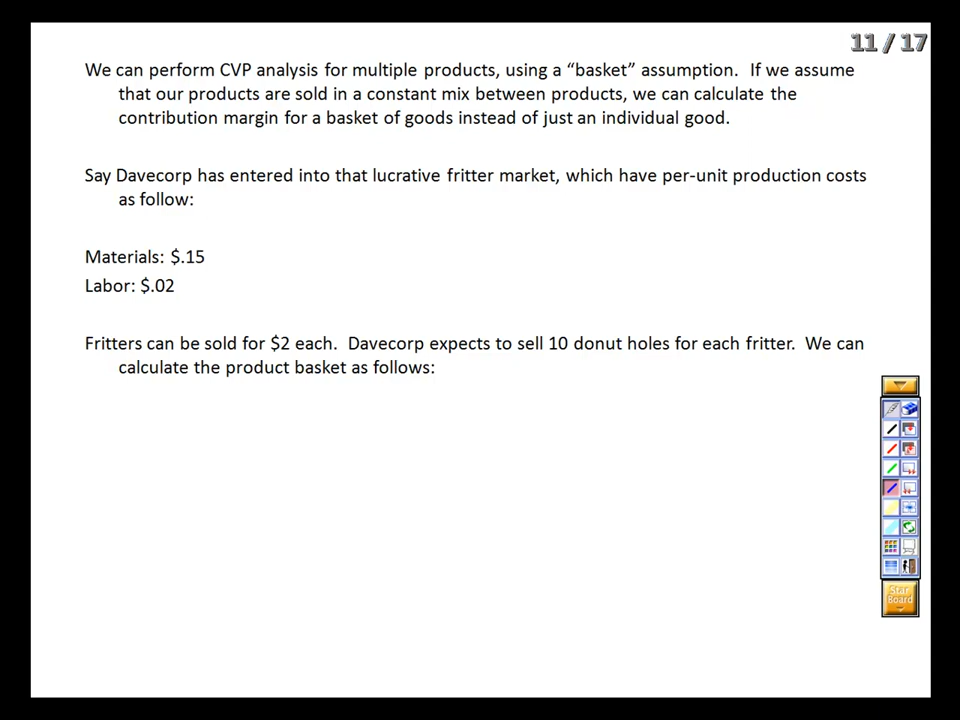 11 / 17
We can perform CVP analysis for multiple products, using a “basket” assumption.  If we assume
that our products are sold in a constant mix between products, we can calculate the
contribution margin for a basket of goods instead of just an individual good.
Say Davecorp has entered into that lucrative fritter market, which have per-unit production costs
as follow:
Materials: $.15
Labor: $.02
Fritters can be sold for $2 each.  Davecorp expects to sell 10 donut holes for each fritter.  We can
calculate the product basket as follows:
Star
Board